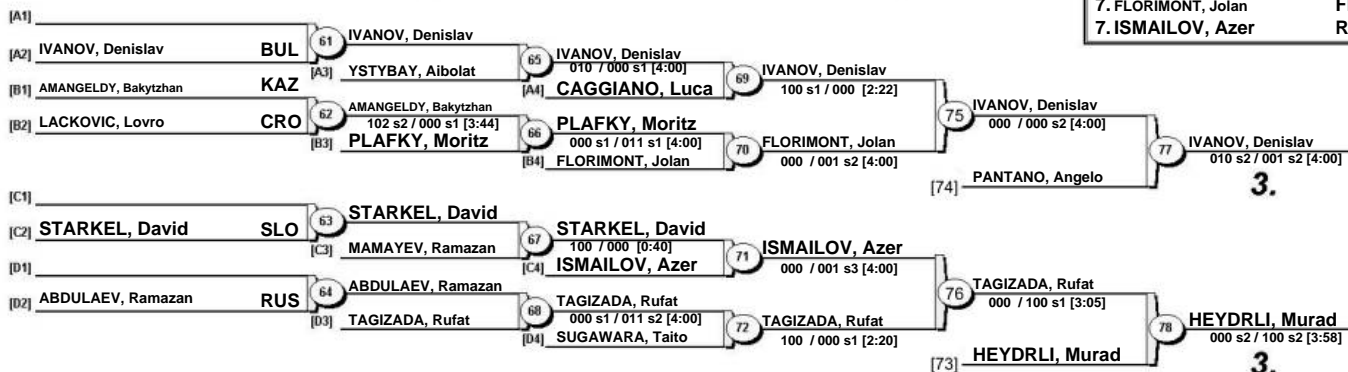 7. FLORIMONT, Jolan F
7. ISMAILOV, Azer R
[A1]
[A2] IVANOV, Denislav BUL
61
IVANOV, Denislav
[A3] YSTYBAY, Aibolat
65
IVANOV, Denislav
010 / 000 s1 [4:00]
[A4] CAGGIANO, Luca
69
IVANOV, Denislav
100 s1 / 000 [2:22]
[B1] AMANGELDY, Bakytzhan KAZ
[B2] LACKOVIC, Lovro CRO
62
AMANGELDY, Bakytzhan
102 s2 / 000 s1 [3:44]
[B3] PLAFKY, Moritz
66
PLAFKY, Moritz
000 s1 / 011 s1 [4:00]
[B4] FLORIMONT, Jolan
70
FLORIMONT, Jolan
000 / 001 s2 [4:00]
75
IVANOV, Denislav
000 / 000 s2 [4:00]
[74] PANTANO, Angelo
77
IVANOV, Denislav
010 s2 / 001 s2 [4:00]
3.
[C1]
[C2] STARKEL, David SLO
63
STARKEL, David
[C3] MAMAYEV, Ramazan
67
STARKEL, David
100 / 000 [0:40]
[C4] ISMAILOV, Azer
71
ISMAILOV, Azer
000 / 001 s3 [4:00]
[D1]
[D2] ABDULAEV, Ramazan RUS
64
ABDULAEV, Ramazan
[D3] TAGIZADA, Rufat
68
TAGIZADA, Rufat
000 s1 / 011 s2 [4:00]
[D4] SUGAWARA, Taito
72
TAGIZADA, Rufat
100 / 000 s1 [2:20]
76
TAGIZADA, Rufat
000 / 100 s1 [3:05]
[73] HEYDRLI, Murad
78
HEYDRLI, Murad
000 s2 / 100 s2 [3:58]
3.